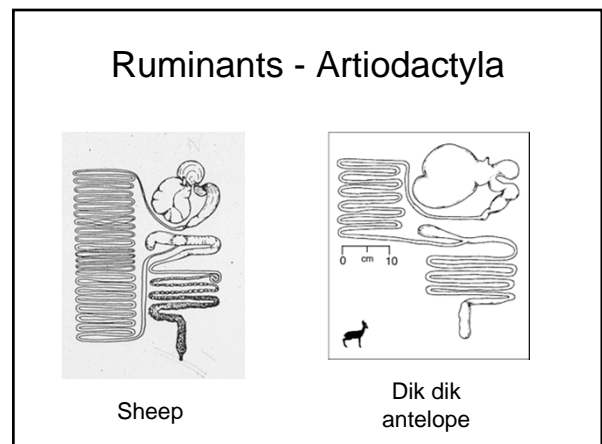 Ruminants - Artiodactyla
0 cm 10
Sheep
Dik dik
antelope